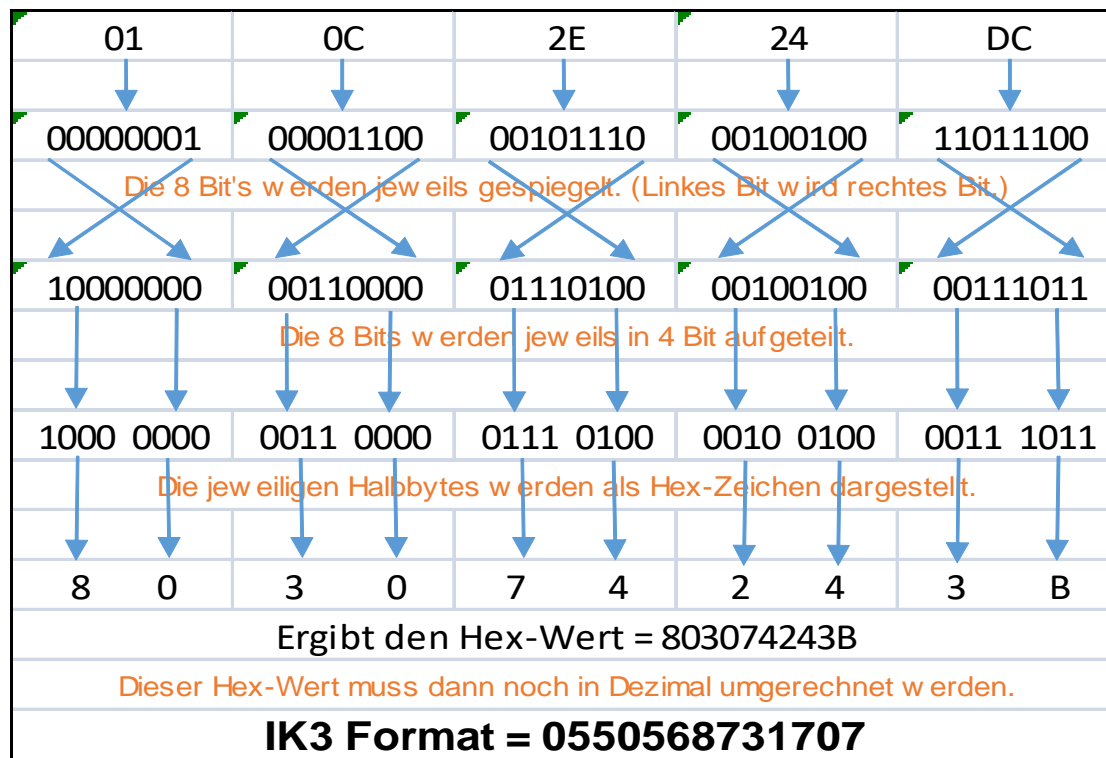 01 0C 2E 24 DC
00000001 00001100 00101110 00100100 11011100
Die 8 Bit's werden jeweils gespiegelt. (Linkes Bit wird rechtes Bit.)
10000000 00110000 01110100 00100100 00111011
Die 8 Bits werden jeweils in 4 Bit aufgeteilt.
1000 0000 0011 0000 0111 0100 0010 0100 0011 1011
Die jeweiligen Halbbytes werden als Hex-Zeichen dargestellt.
8 0 3 0 7 4 2 4 3 B
Ergibt den Hex-Wert = 803074243B
Dieser Hex-Wert muss dann noch in Dezimal umgerechnet werden.
IK3 Format = 0550568731707